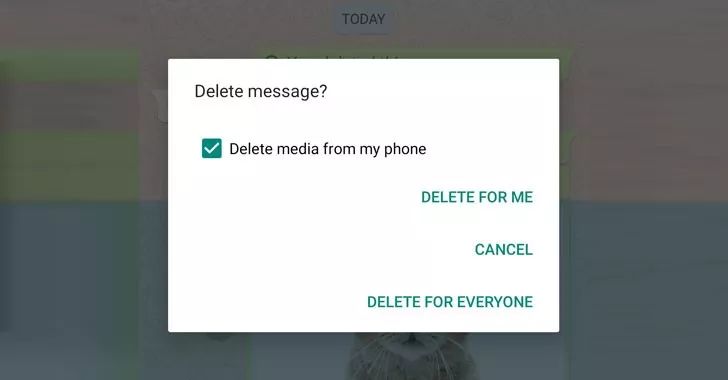 TODAY
Delete message?
Delete media from my phone
DELETE FOR ME
CANCEL
DELETE FOR EVERYONE